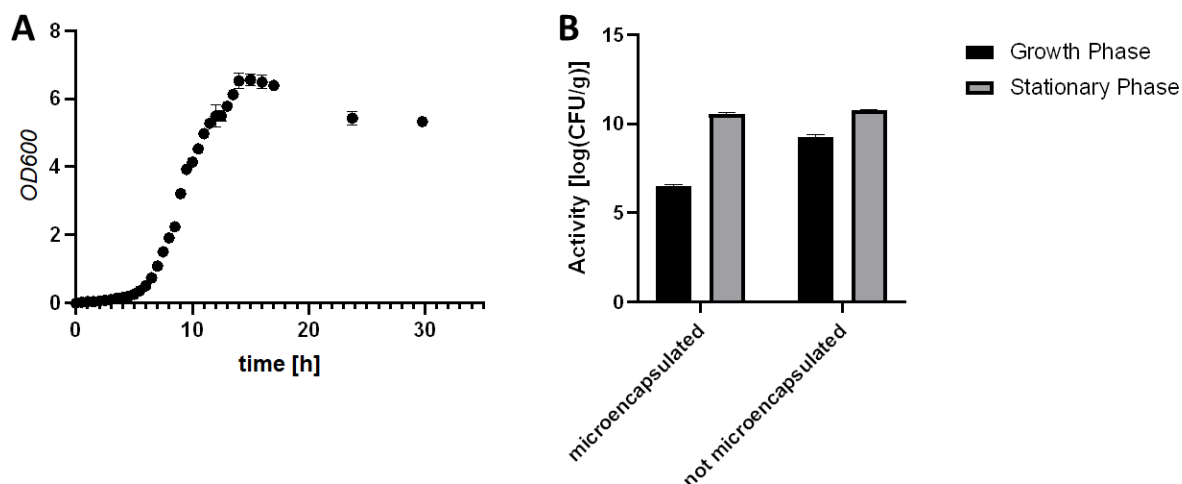 A
8
6
4
2
0
OD600
0
10
20
30
time [h]
B
15
10
5
0
Activity [log(CFU/g)]
microencapsulated
not microencapsulated
Growth Phase
Stationary Phase